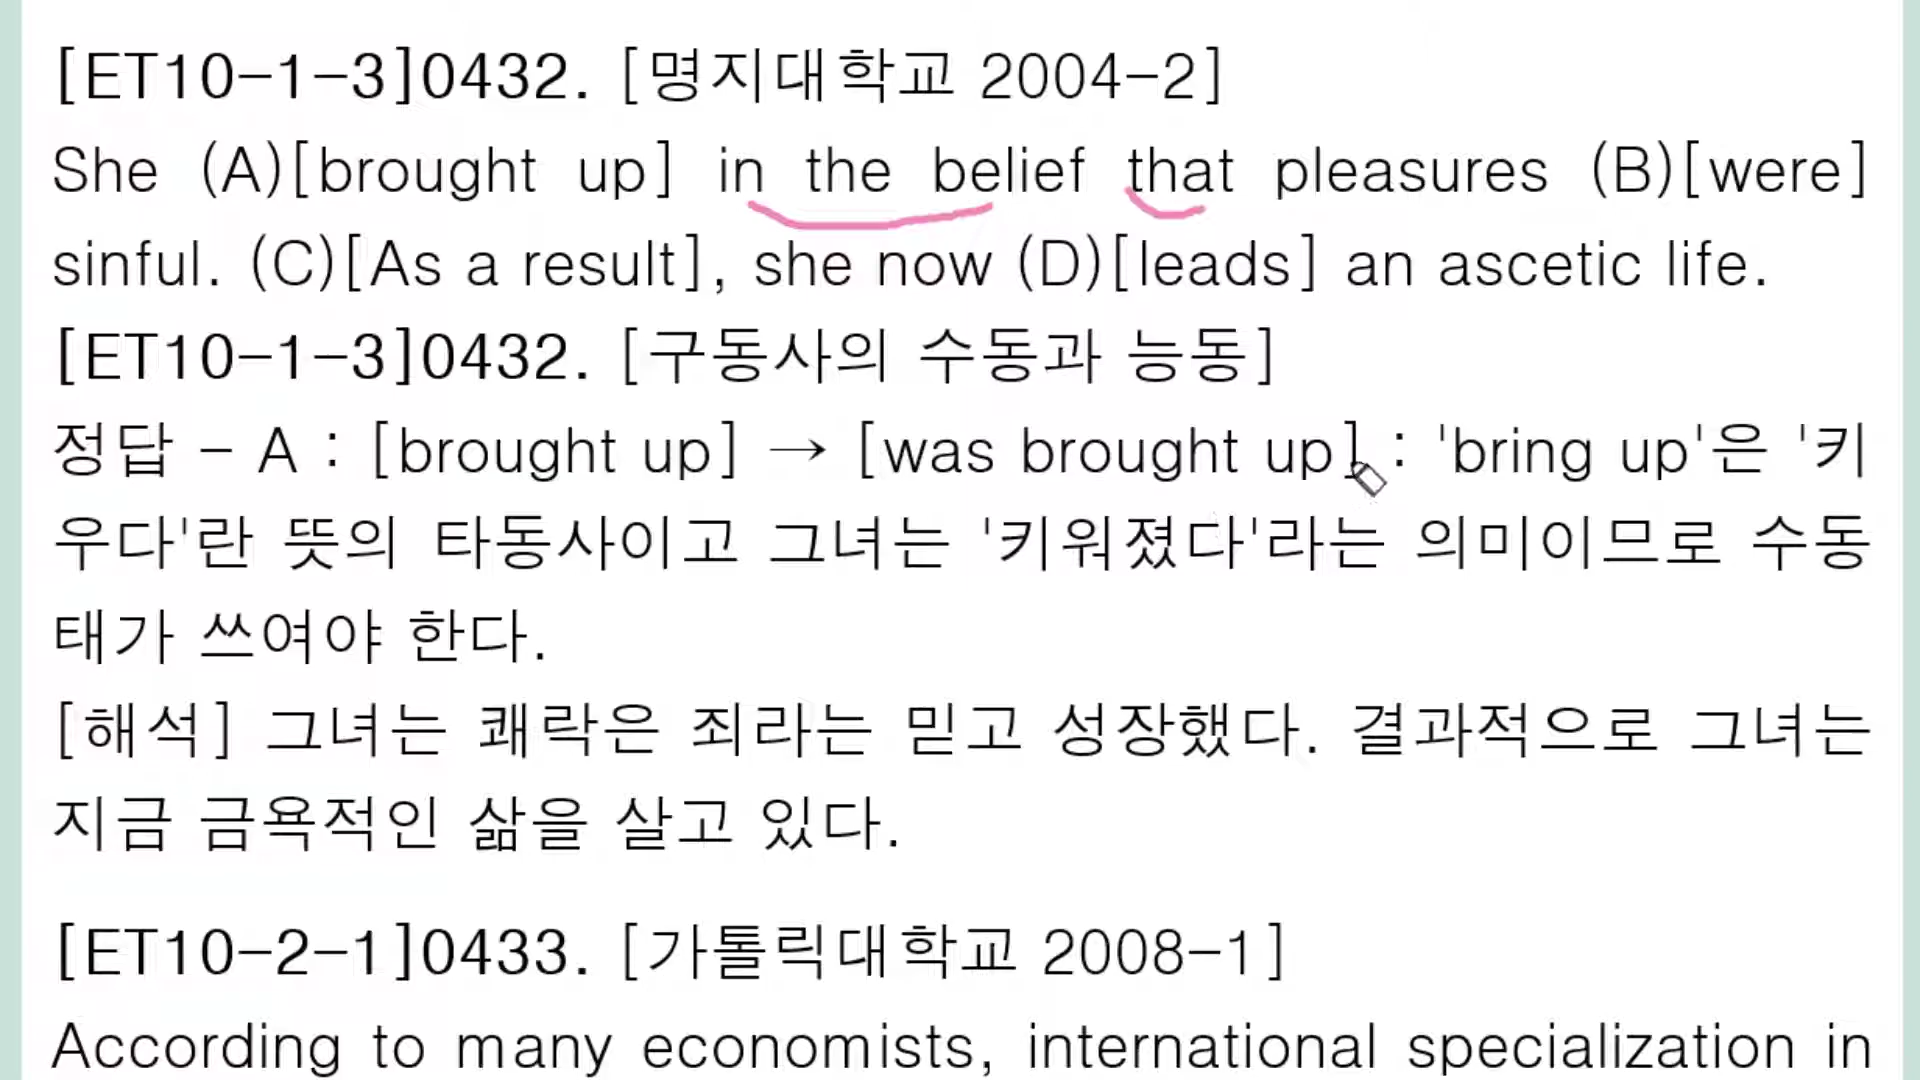 [ET10-1-3]0432. [명지대학교 2004-2]
She (A)[brought up] in the belief that pleasures (B)[were]
sinful. (C)[As a result], she now (D)[leads] an ascetic life.
[ET10-1-3]0432. [구동사의 수동과 능동]
정답 - A : [brought up] → [was brought up] : 'bring up'은 '키
우다'란 뜻의 타동사이고 그녀는 '키워졌다'라는 의미이므로 수동
태가 쓰여야 한다.
[해석] 그녀는 쾌락은 죄라는 믿고 성장했다. 결과적으로 그녀는
지금 금욕적인 삶을 살고 있다.
[ET10-2-1]0433. [가톨릭대학교 2008-1]
According to many economists, international specialization in